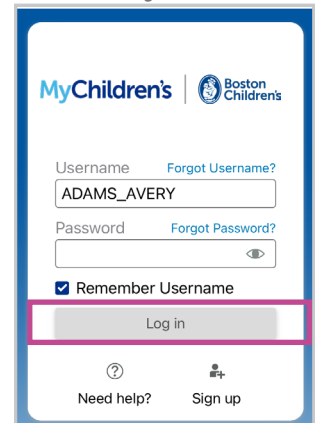 MyChildren's
Boston
Children's
Username Forgot Username?
ADAMS_AVERY
Password Forgot Password?
Remember Username
Log in
Need help? Sign up